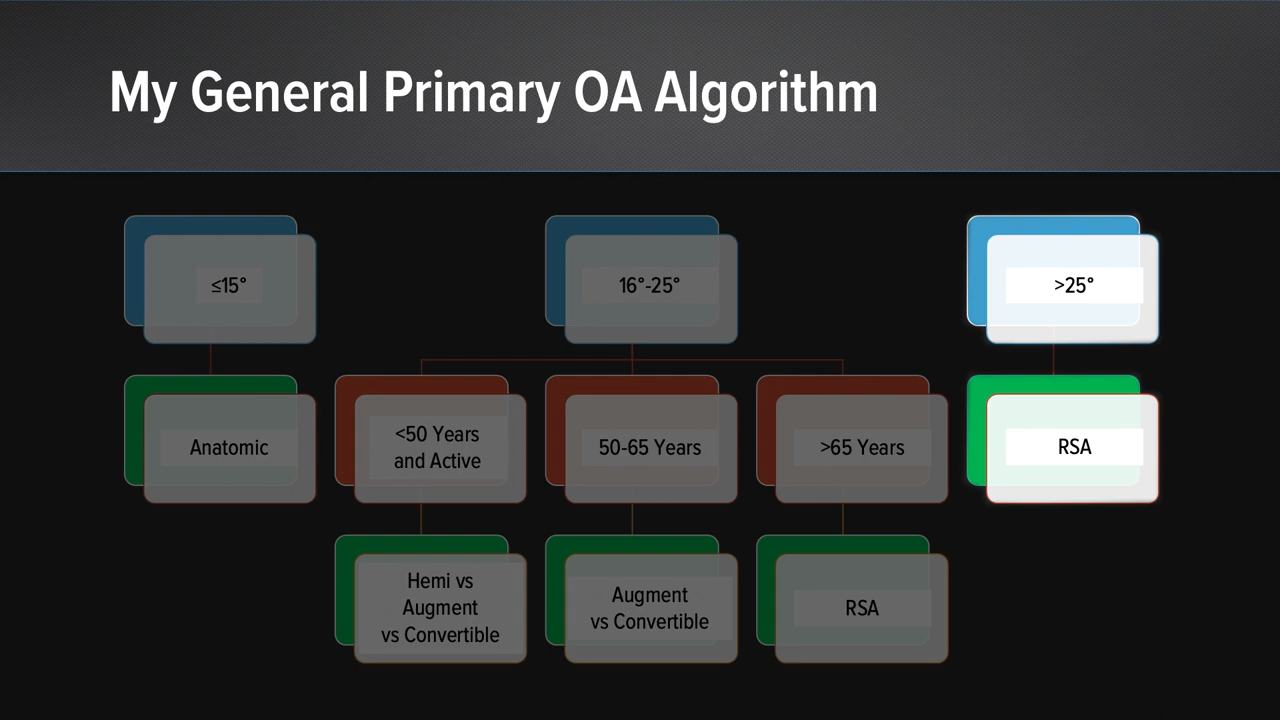 My General Primary OA Algorithm
≤15°
16°-25°
>25°
Anatomic
<50 Years
and Active
50-65 Years
>65 Years
RSA
Hemi vs
Augment
vs Convertible
Augment
vs Convertible
RSA